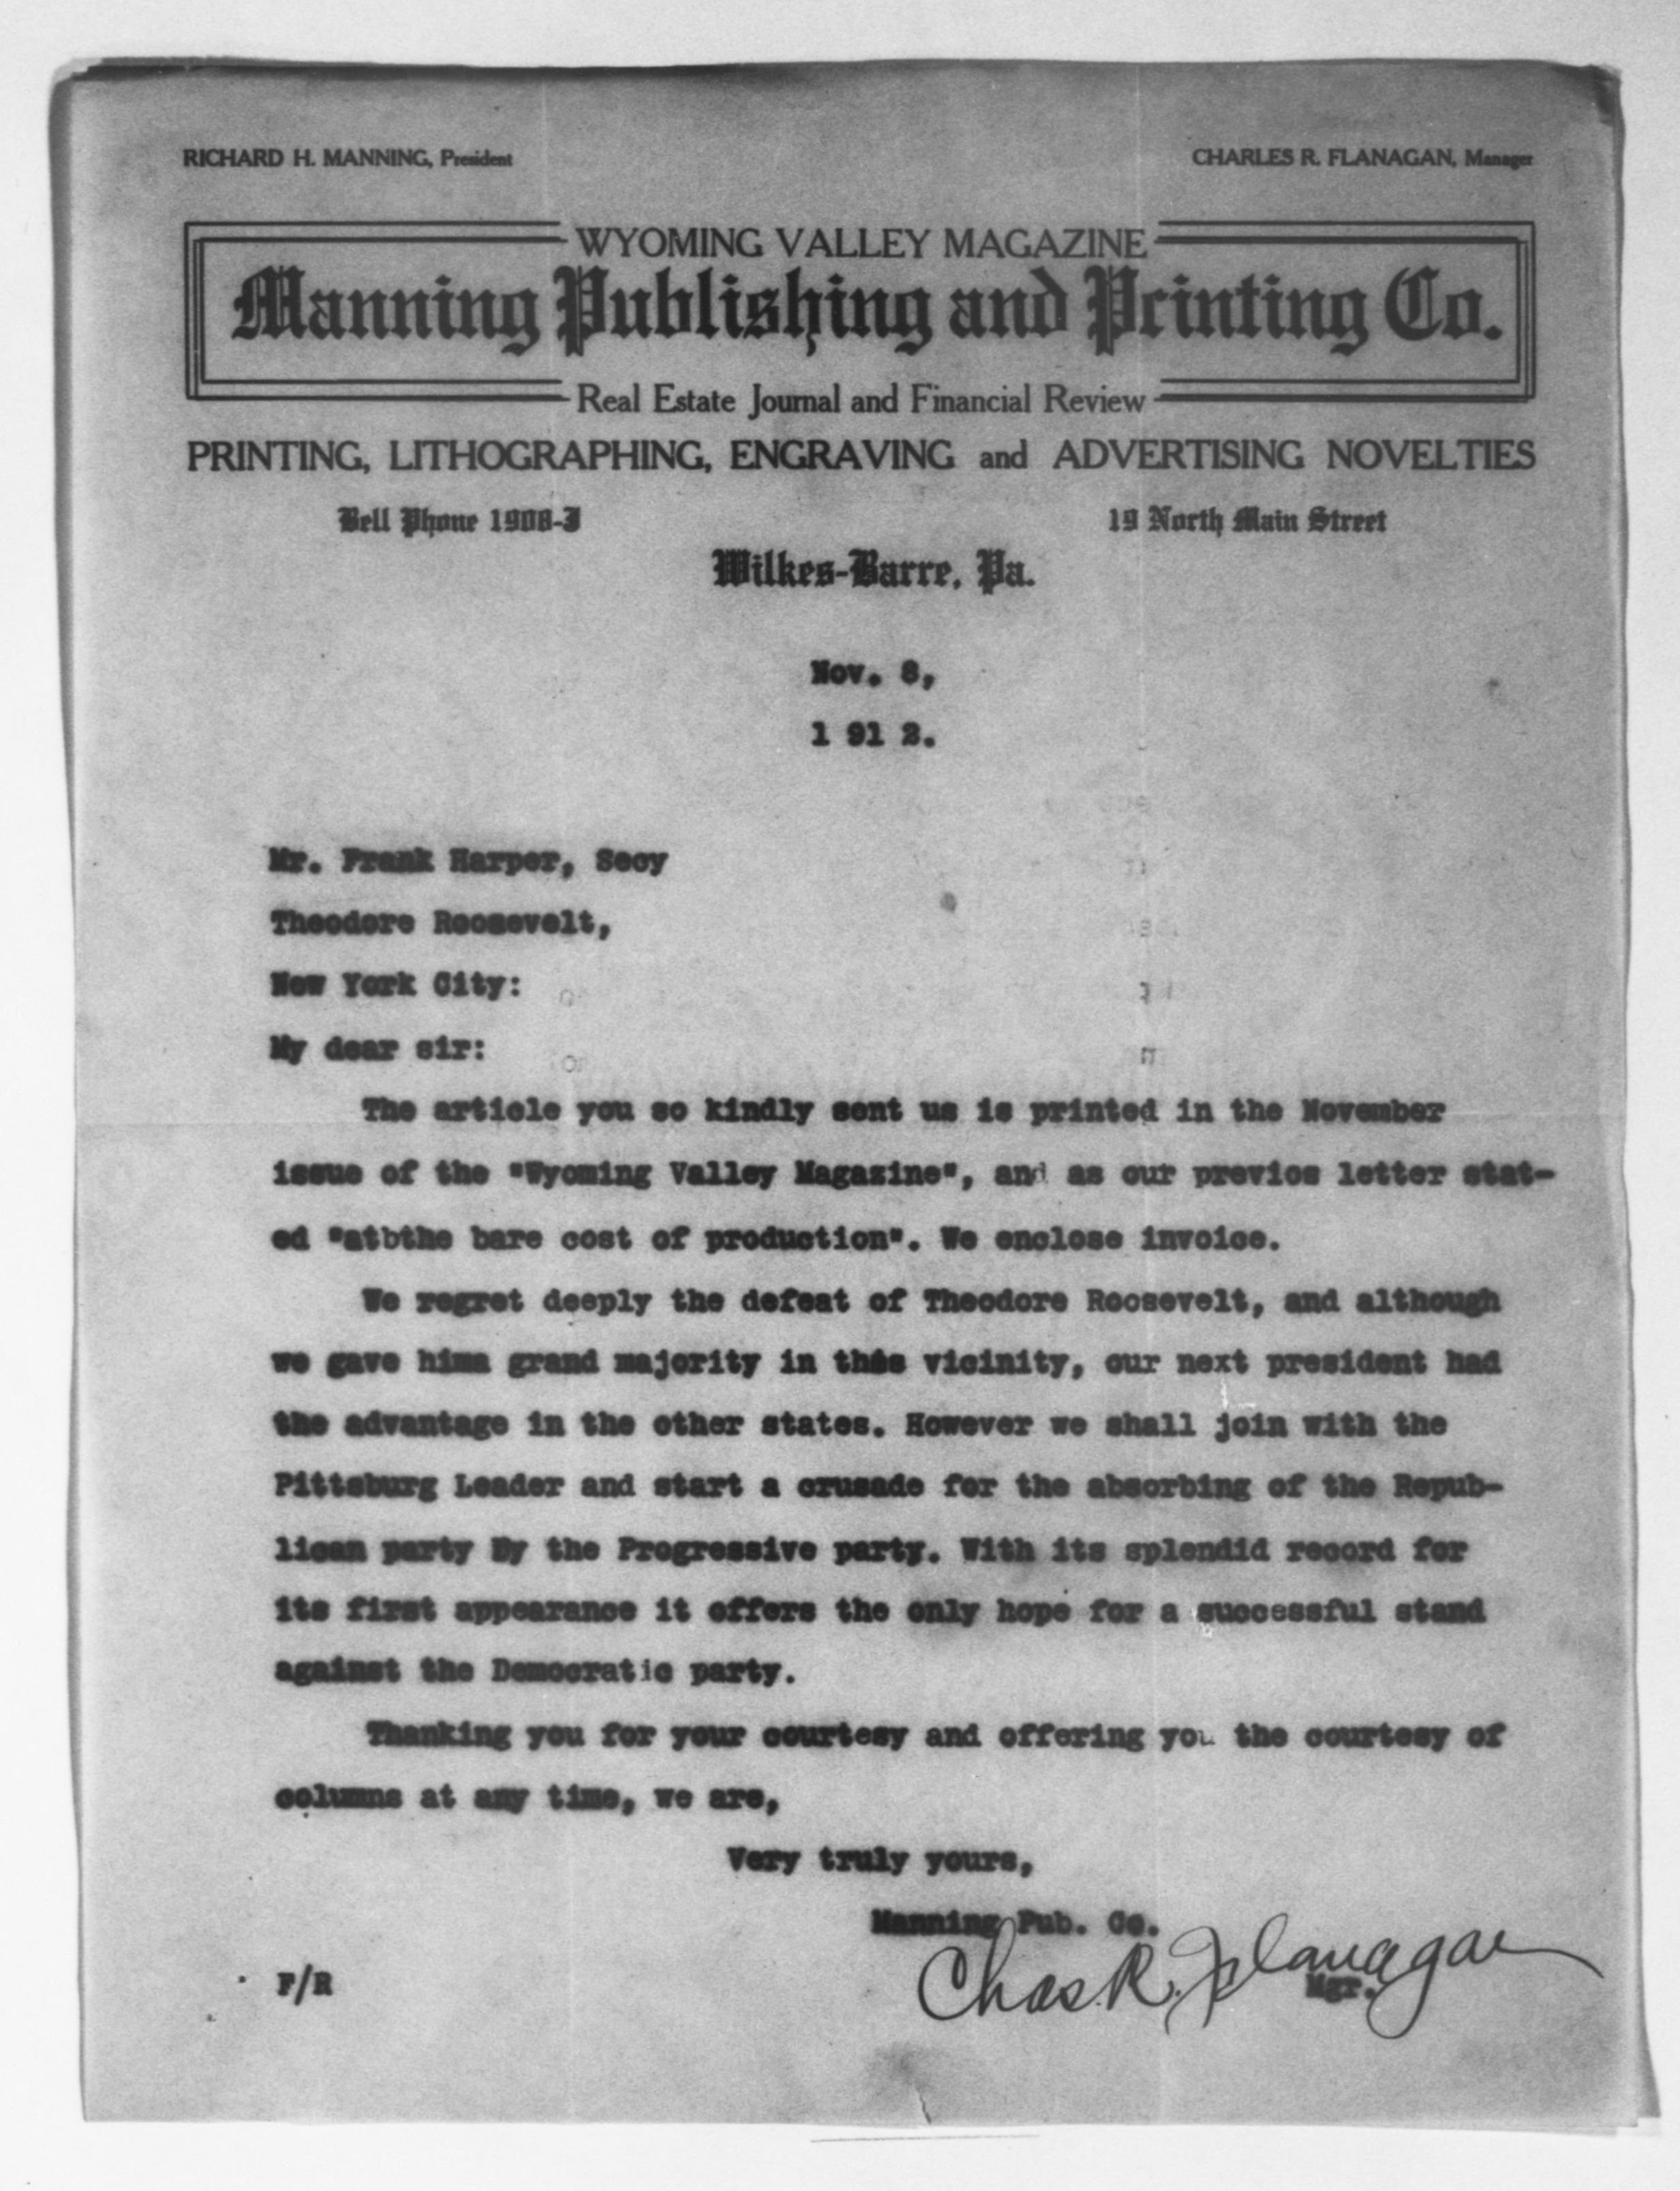 RICHARD H. MANNING, President
CHARLES R. FLANAGAN, Manager
WYOMING VALLEY MAGAZINE
Manning Publishing and Printing Co.
Real Estate Journal and Financial Review
PRINTING, LITHOGRAPHING, ENGRAVING and ADVERTISING NOVELTIES
Bell Phone 1908-J
19 North Main Street
Wilkes-Barre, Pa.
Nov. 8,
1 91 2.
Mr. Frank Harper, Secy
Theodore Roosevelt,
New York City:
My dear sir:
The article you so kindly sent us is printed in the November
issue of the "Wyoming Valley Magazine", and as our previos letter stat-
ed "atbthe bare cost of production". We enclose invoice.
We regret deeply the defeat of Theodore Roosevelt, and although
we gave hima grand majority in this vicinity, our next president had
the advantage in the other states. However we shall join with the
Pittsburg Leader and start a crusade for the absorbing of the Repub-
lican party By the Progressive party. With its splendid record for
its first appearance it offers the only hope for a successful stand
against the Democratic party.
Thanking you for your courtesy and offering you the courtesy of
columns at any time, we are,
Very truly yours,
Manning Pub. Co.
Chas. R. Flanagan
Mgr.
F/R